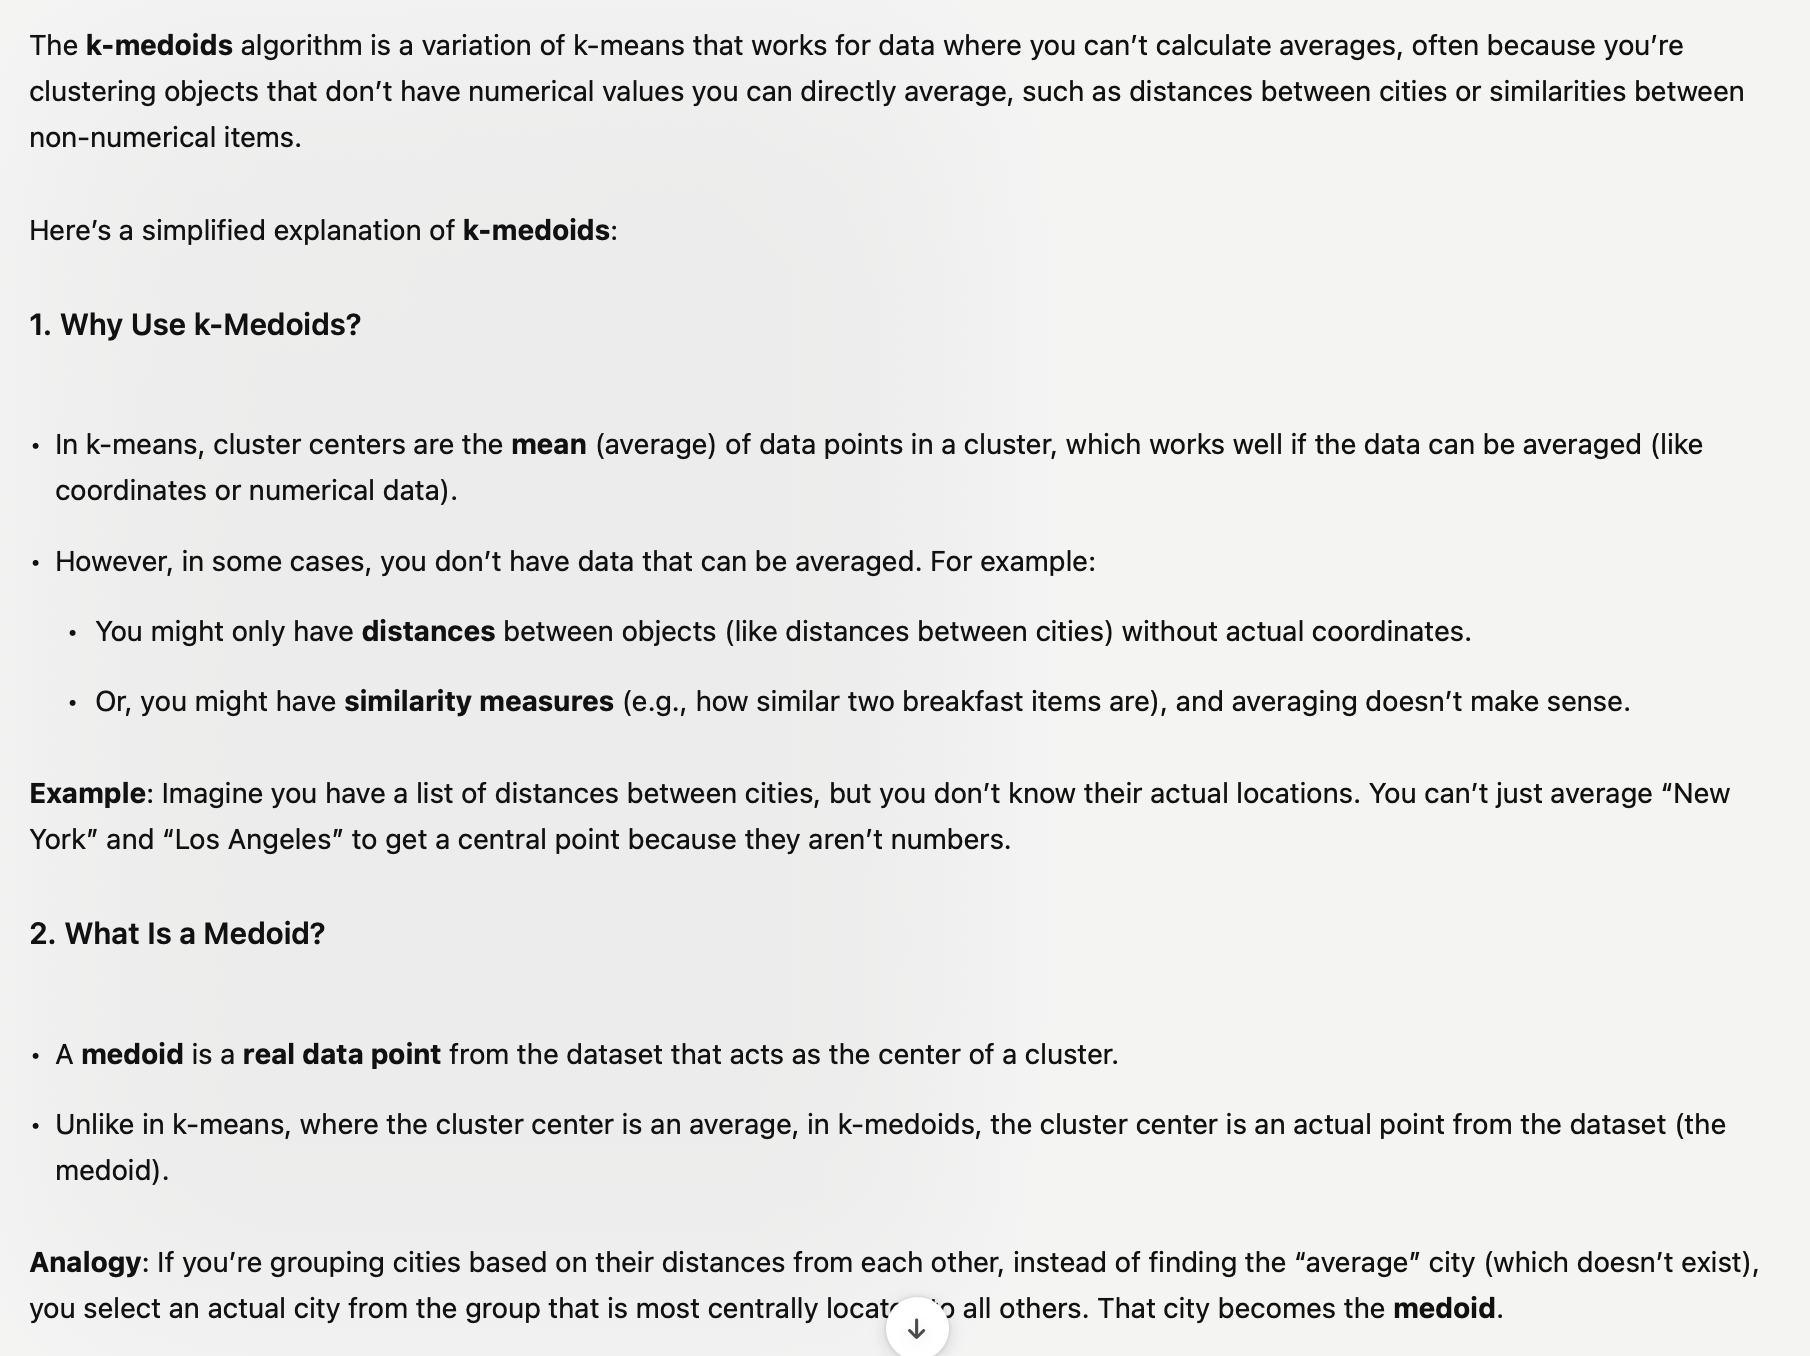 The k-medoids algorithm is a variation of k-means that works for data where you can’t calculate averages, often because you’re
clustering objects that don’t have numerical values you can directly average, such as distances between cities or similarities between
non-numerical items.
Here’s a simplified explanation of k-medoids:
1. Why Use k-Medoids?
• In k-means, cluster centers are the mean (average) of data points in a cluster, which works well if the data can be averaged (like
coordinates or numerical data).
• However, in some cases, you don’t have data that can be averaged. For example:
• You might only have distances between objects (like distances between cities) without actual coordinates.
• Or, you might have similarity measures (e.g., how similar two breakfast items are), and averaging doesn’t make sense.
Example: Imagine you have a list of distances between cities, but you don’t know their actual locations. You can’t just average “New
York” and “Los Angeles” to get a central point because they aren’t numbers.
2. What Is a Medoid?
• A medoid is a real data point from the dataset that acts as the center of a cluster.
• Unlike in k-means, where the cluster center is an average, in k-medoids, the cluster center is an actual point from the dataset (the
medoid).
Analogy: If you’re grouping cities based on their distances from each other, instead of finding the “average” city (which doesn’t exist),
you select an actual city from the group that is most centrally all others. That city becomes the medoid.